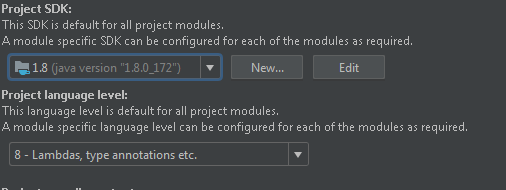 Project SDK:
This SDK is default for all project modules.
A module specific SDK can be configured for each of the modules as required.
1.8 (java version "1.8.0_172") New... Edit
Project language level:
This language level is default for all project modules.
A module specific language level can be configured for each of the modules as required.
8 - Lambdas, type annotations etc.